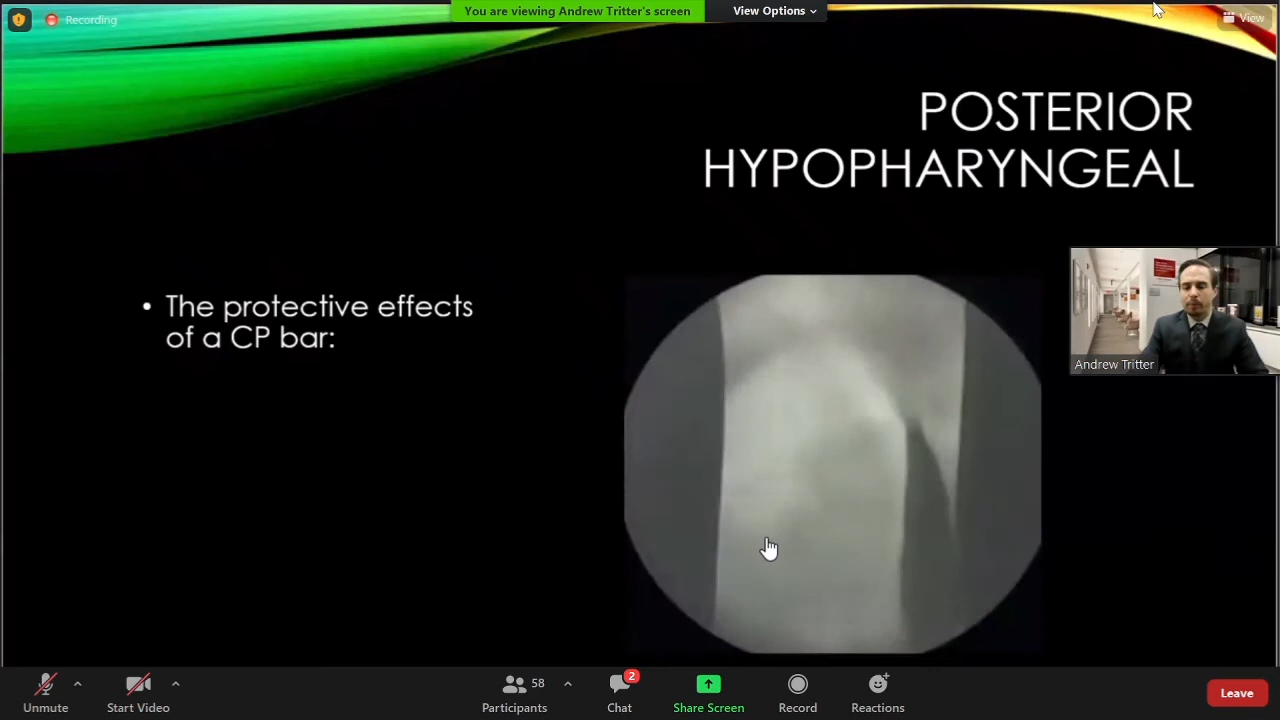 Recording
You are viewing Andrew Tritter's screen
View Options
View
POSTERIOR
HYPOPHARYNGEAL
• The protective effects
of a CP bar:
Andrew Tritter
Unmute
Start Video
58
Participants
2
Chat
Share Screen
Record
Reactions
Leave